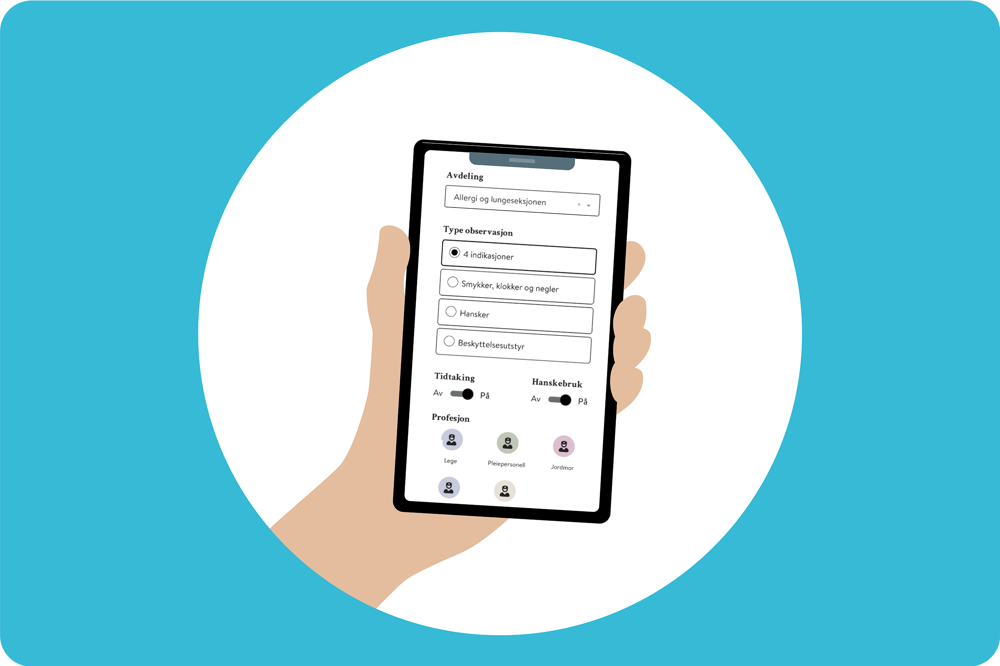 Avdeling
Allergi og lungeseksjonen
Type observasjon
4 indikasjoner
Smykker, klokker og negler
Hansker
Beskyttelsesutstyr
Tidtaking Hanskebruk
Av På Av På
Profesjon
Lege Pleiepersonell Jordmor